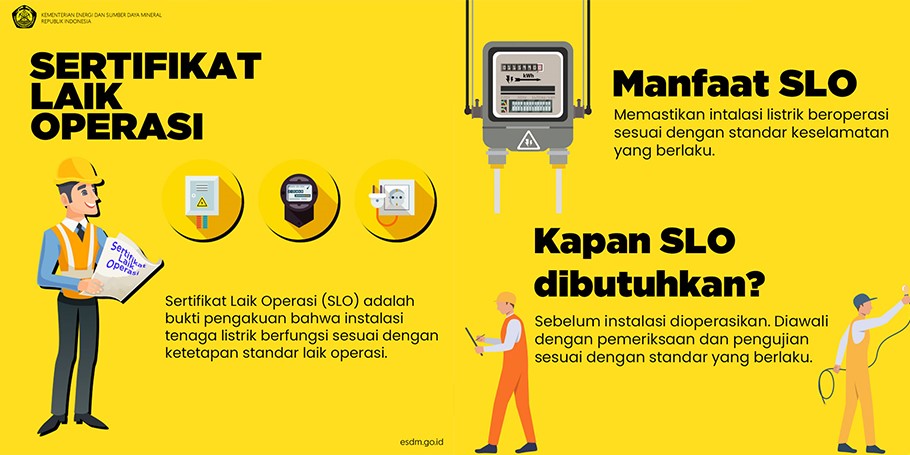 KEMENTERIAN ENERGI DAN SUMBER DAYA MINERAL
REPUBLIK INDONESIA
SERTIFIKAT
LAIK
OPERASI
Sertifikat
Laik
Operasi
Sertifikat Laik Operasi (SLO) adalah
bukti pengakuan bahwa instalasi
tenaga listrik berfungsi sesuai dengan
ketetapan standar laik operasi.
esdm.go.id
kWh
Manfaat SLO
Memastikan intalasi listrik beroperasi
sesuai dengan standar keselamatan
yang berlaku.
Kapan SLO
dibutuhkan?
Sebelum instalasi dioperasikan. Diawali
dengan pemeriksaan dan pengujian
sesuai dengan standar yang berlaku.